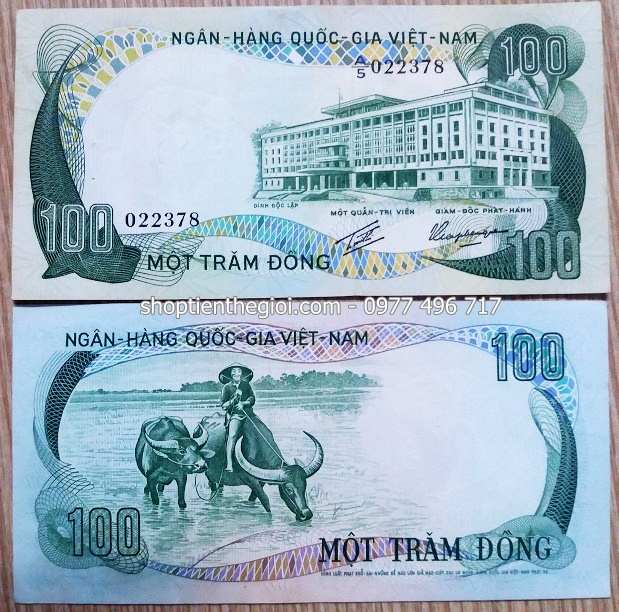 NGÂN-HÀNG QUỐC-GIA VIỆT-NAM
100
A/5 022378
DINH ĐỘC LẬP
MỘT QUẢN-TRỊ VIÊN
GIÁM-ĐỐC PHÁT-HÀNH
100 022378
MỘT TRĂM ĐỒNG
100
shoptienthegioi.com - 0977 496 717
NGÂN-HÀNG QUỐC-GIA VIỆT-NAM
100
100
MỘT TRĂM ĐỒNG